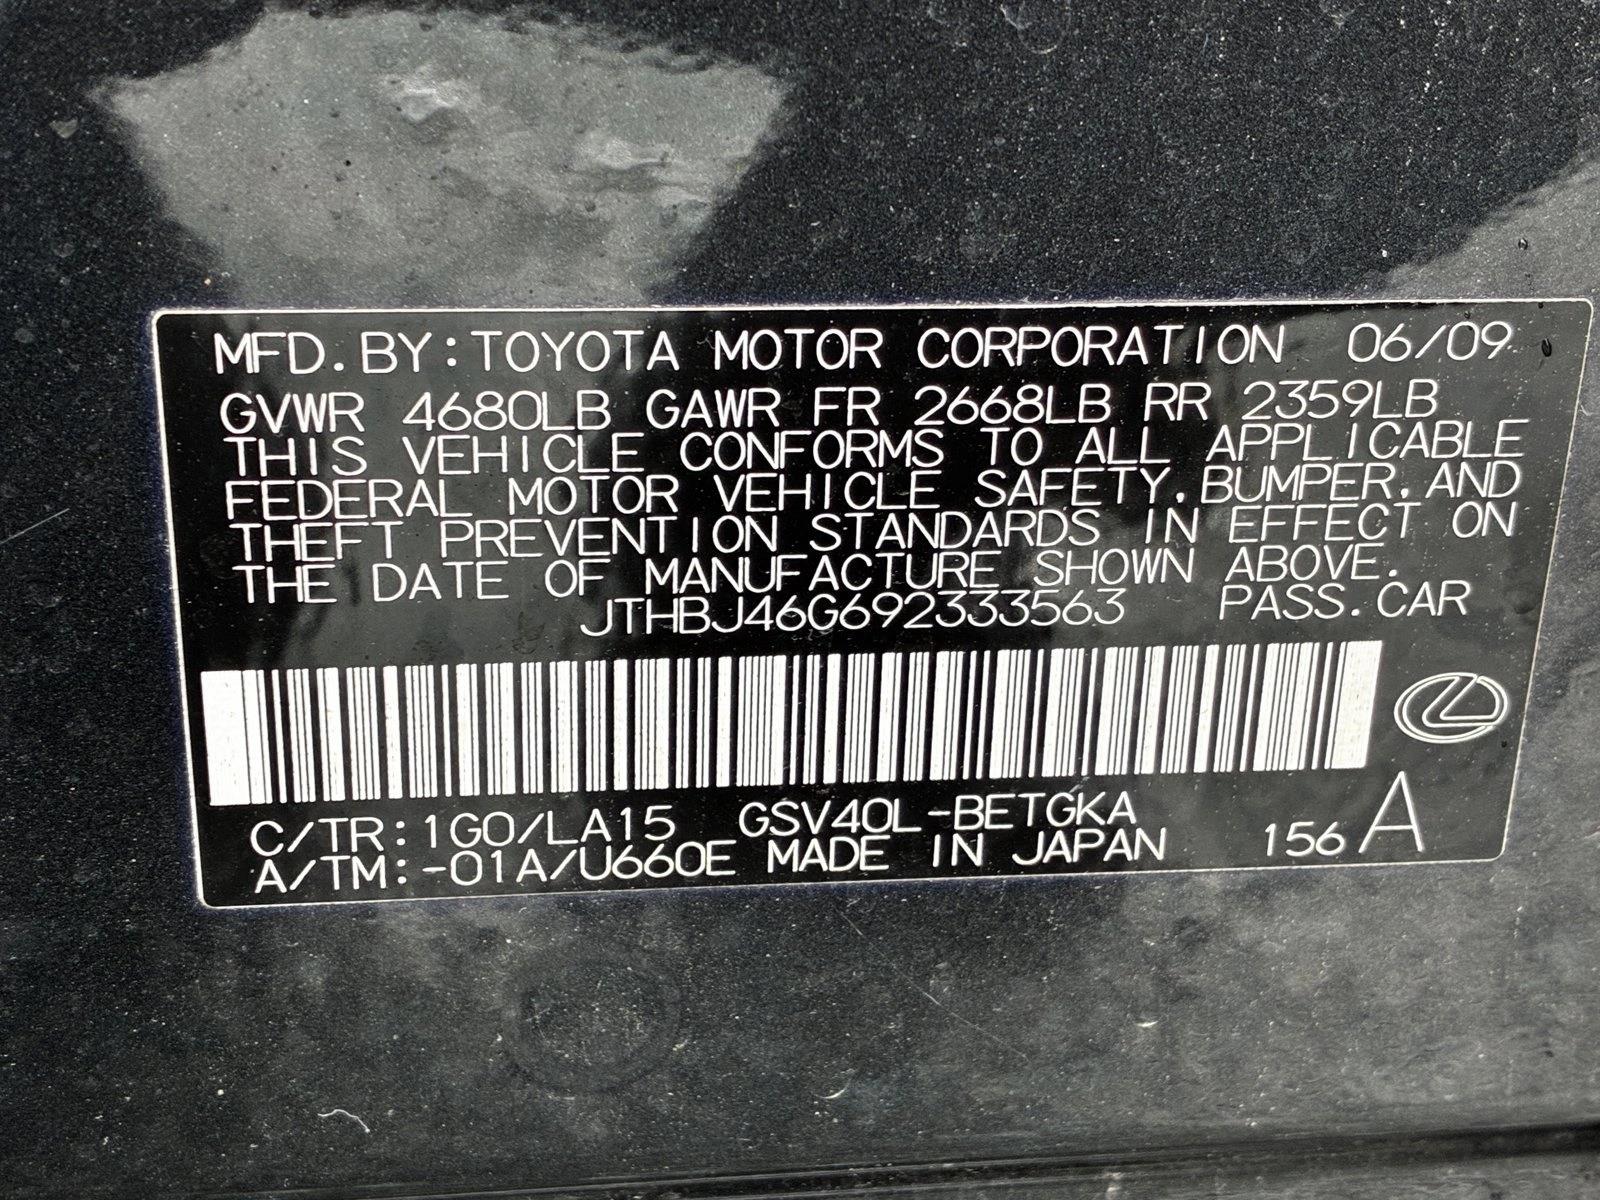 MFD.BY:TOYOTA MOTOR CORPORATION 06/09
GVWR 4680LB GAWR FR 2668LB RR 2359LB
THIS VEHICLE CONFORMS TO ALL APPLICABLE
FEDERAL MOTOR VEHICLE SAFETY,BUMPER,AND
THEFT PREVENTION STANDARDS IN EFFECT ON
THE DATE OF MANUFACTURE SHOWN ABOVE.
JTHBJ46G692333563 PASS.CAR
C/TR:1G0/LA15 GSV40L-BETGKA
A/TM:-01A/U660E MADE IN JAPAN 156 A